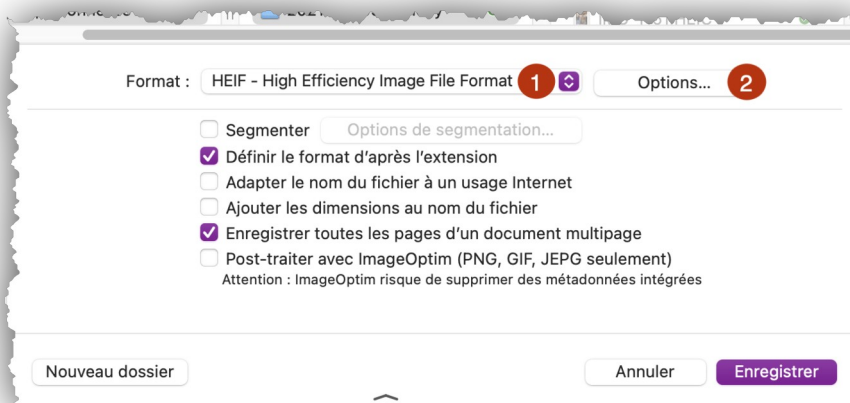 Format : HEIF - High Efficiency Image File Format 1 Options... 2
Segmenter Options de segmentation...
Définir le format d'après l'extension
Adapter le nom du fichier à un usage Internet
Ajouter les dimensions au nom du fichier
Enregistrer toutes les pages d'un document multipage
Post-traiter avec ImageOptim (PNG, GIF, JEPG seulement)
Attention : ImageOptim risque de supprimer des métadonnées intégrées
Nouveau dossier Annuler Enregistrer